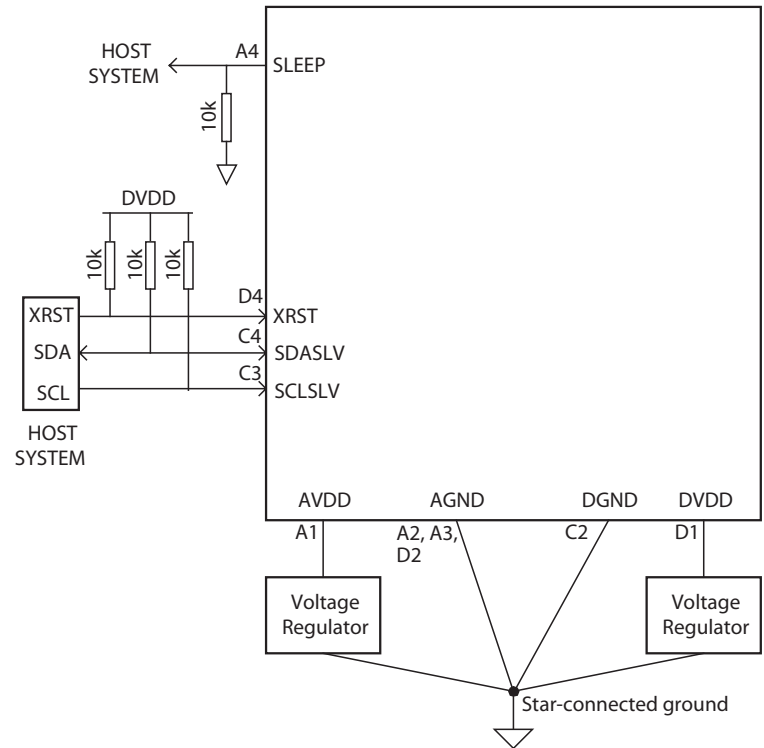 HOST
SYSTEM
A4
SLEEP
10k
DVDD
10k
10k
10k
XRST
D4
XRST
SDA
C4
SDASLV
SCL
C3
SCLSLV
HOST
SYSTEM
AVDD
AGND
DGND
DVDD
A1
A2, A3,
D2
C2
D1
Voltage
Regulator
Voltage
Regulator
Star-connected ground